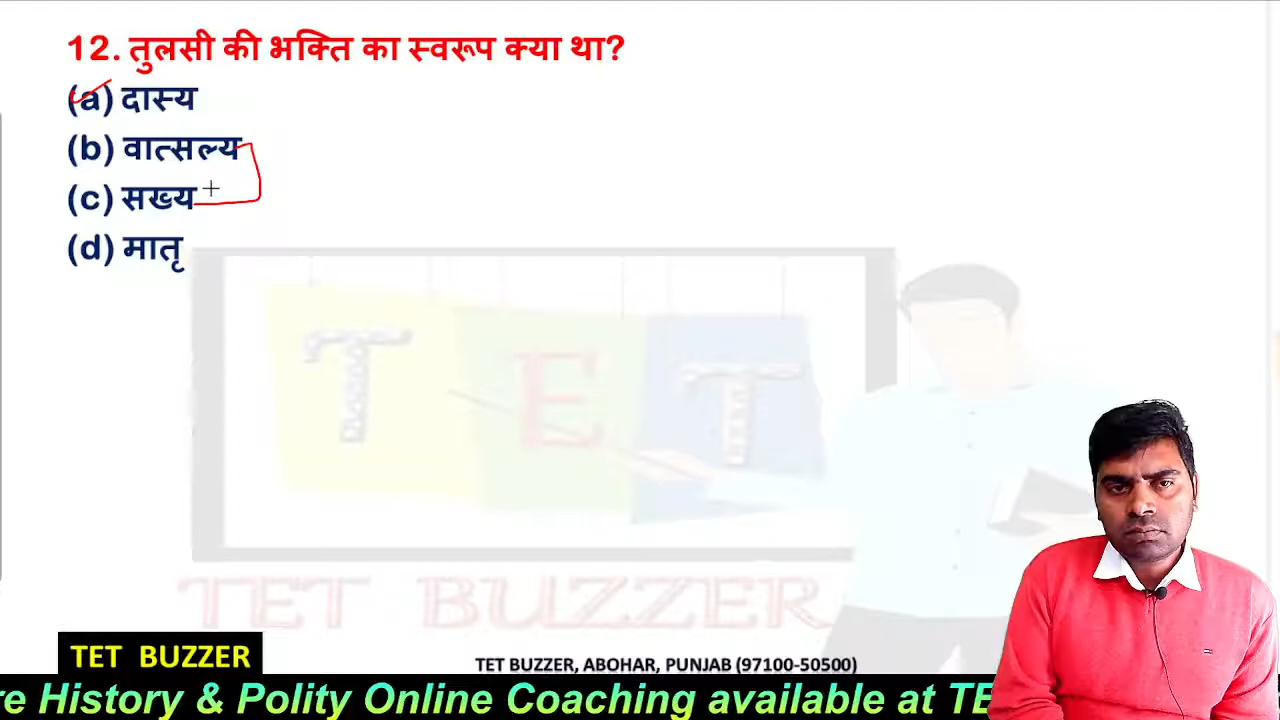 12. तुलसी की भक्ति का स्वरूप क्या था?
(a) दास्य
(b) वात्सल्य
(c) सख्य
(d) मातृ
T E T
TET BUZZER
TET BUZZER
TET BUZZER, ABOHAR, PUNJAB (97100-50500)
re History & Polity Online Coaching available at TE